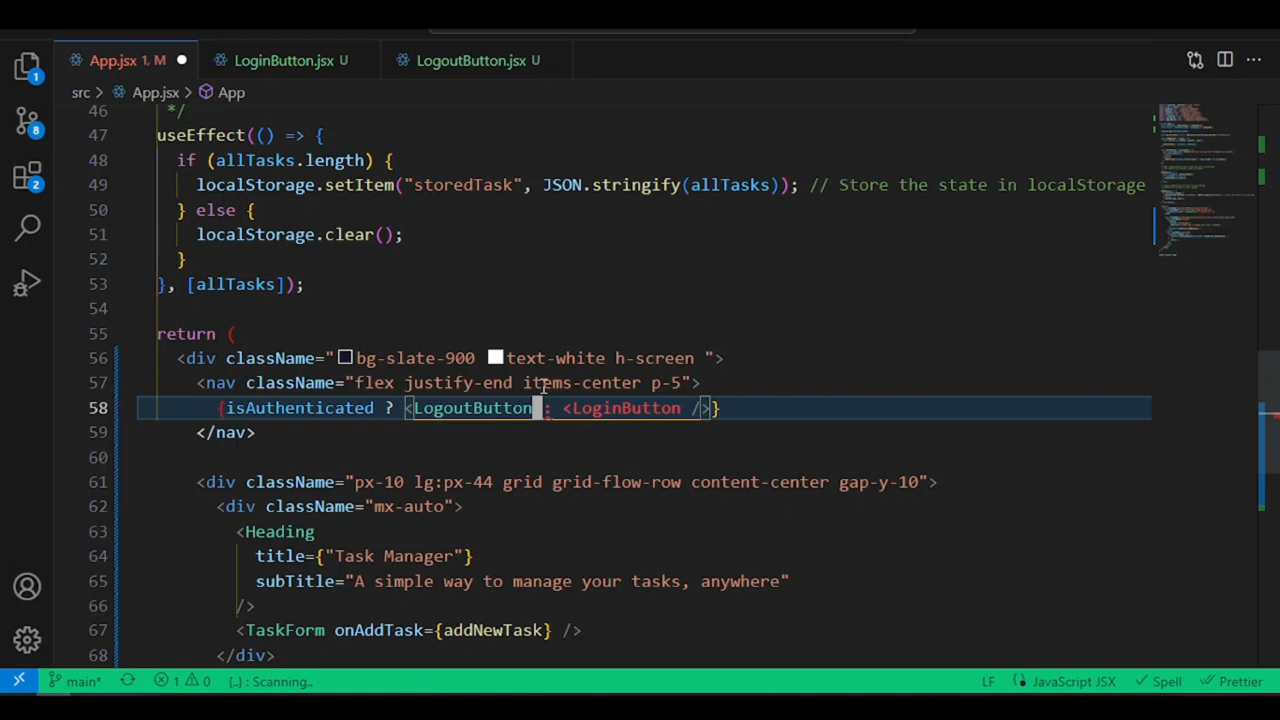 App.jsx 1, M
LoginButton.jsx U
LogoutButton.jsx U
src > App.jsx > App
46 */
47 useEffect(() => {
48 if (allTasks.length) {
49 localStorage.setItem("storedTask", JSON.stringify(allTasks)); // Store the state in localStorage
50 } else {
51 localStorage.clear();
52 }
53 }, [allTasks]);
54
55 return (
56 <div className="bg-slate-900 text-white h-screen ">
57 <nav className="flex justify-end items-center p-5">
58 {isAuthenticated ? <LogoutButton : <LoginButton />}
59 </nav>
60
61 <div className="px-10 lg:px-44 grid grid-flow-row content-center gap-y-10">
62 <div className="mx-auto">
63 <Heading
64 title={"Task Manager"}
65 subTitle="A simple way to manage your tasks, anywhere"
66 />
67 <TaskForm onAddTask={addNewTask} />
68 </div>
1
8
2
main* 1 0 {..}: Scanning.. LF JavaScript JSX Spell Prettier